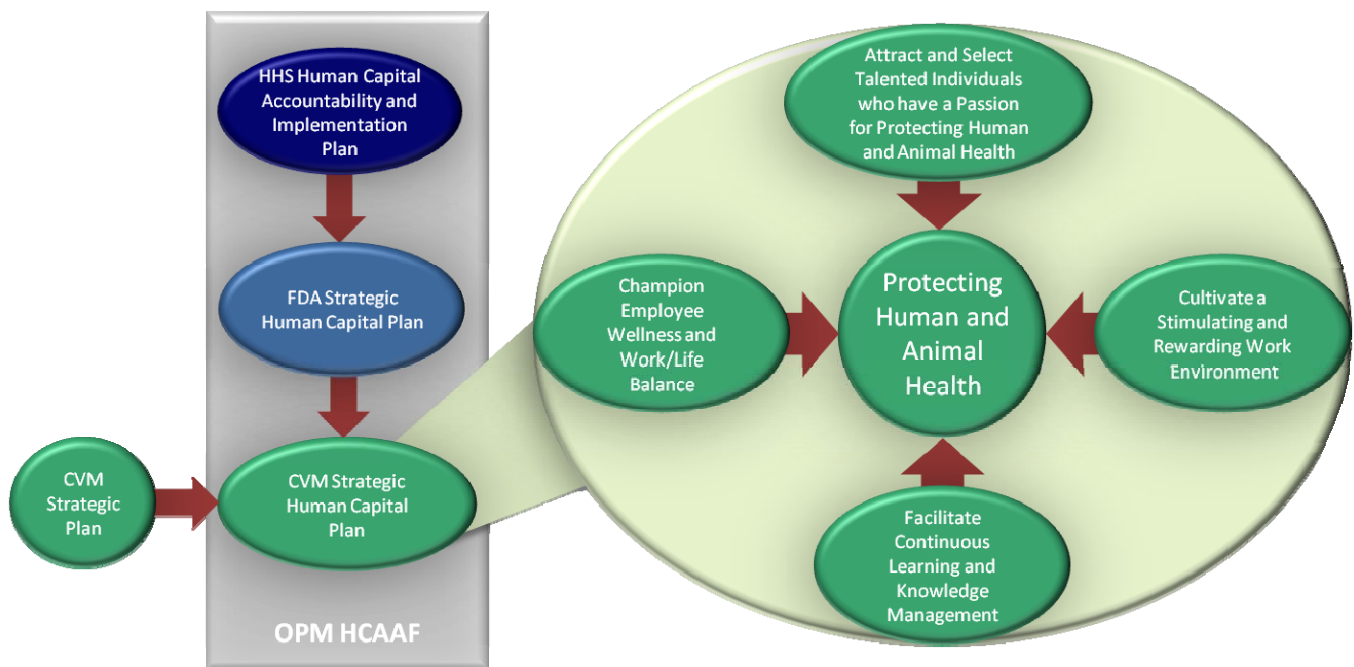 HHS Human Capital
Accountability and
Implementation
Plan
FDA Strategic
Human Capital Plan
CVM
Strategic
Plan
CVM Strategic
Human Capital
Plan
OPM HCAAF
Attract and Select
Talented Individuals
who have a Passion
for Protecting Human
and Animal Health
Champion
Employee
Wellness and
Work/Life
Balance
Protecting
Human and
Animal
Health
Cultivate a
Stimulating and
Rewarding Work
Environment
Facilitate
Continuous
Learning and
Knowledge
Management